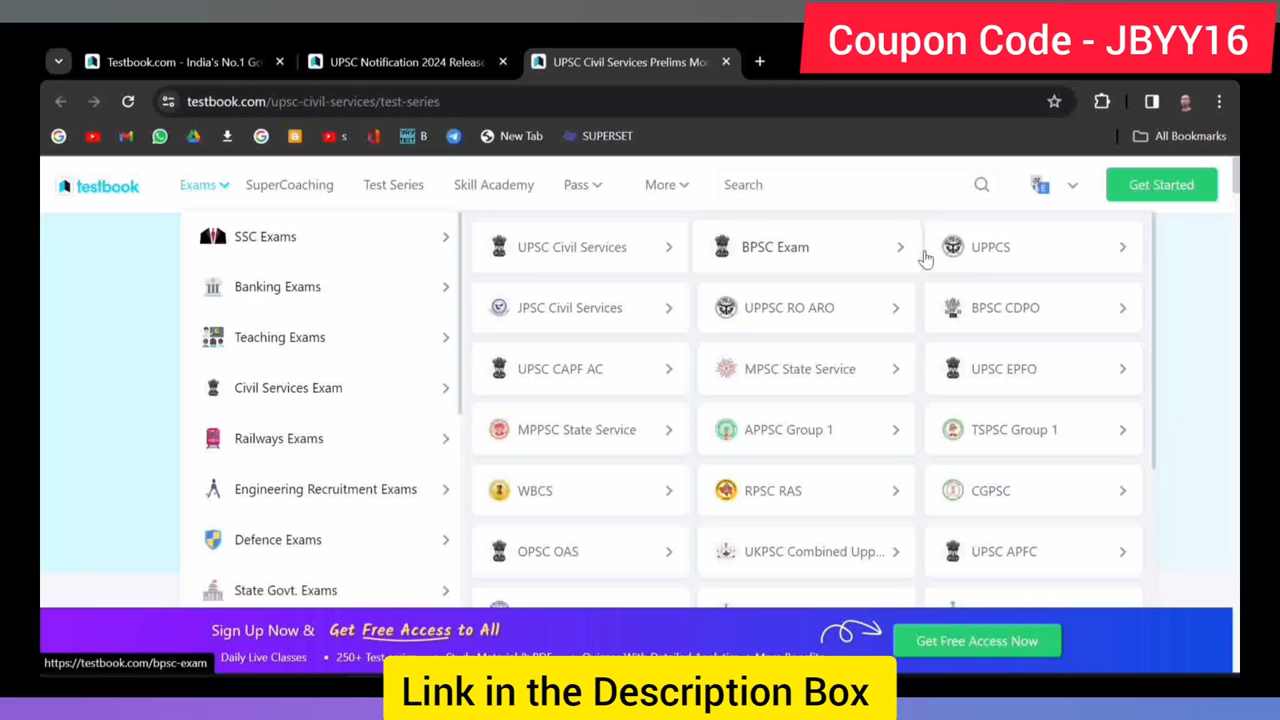 Coupon Code - JBYY16
Testbook.com - India's No.1 Go
UPSC Notification 2024 Release
UPSC Civil Services Prelims Mo
testbook.com/upsc-civil-services/test-series
s
B
New Tab
SUPERSET
All Bookmarks
testbook
Exams
SuperCoaching
Test Series
Skill Academy
Pass
More
Search
Get Started
SSC Exams
Banking Exams
Teaching Exams
Civil Services Exam
Railways Exams
Engineering Recruitment Exams
Defence Exams
State Govt. Exams
UPSC Civil Services
BPSC Exam
UPPCS
JPSC Civil Services
UPPSC RO ARO
BPSC CDPO
UPSC CAPF AC
MPSC State Service
UPSC EPFO
MPPSC State Service
APPSC Group 1
TSPSC Group 1
WBCS
RPSC RAS
CGPSC
OPSC OAS
UKPSC Combined Upp...
UPSC APFC
Sign Up Now & Get Free Access to All
Get Free Access Now
https://testbook.com/bpsc-exam
Daily Live Classes • 250+ Test
Link in the Description Box